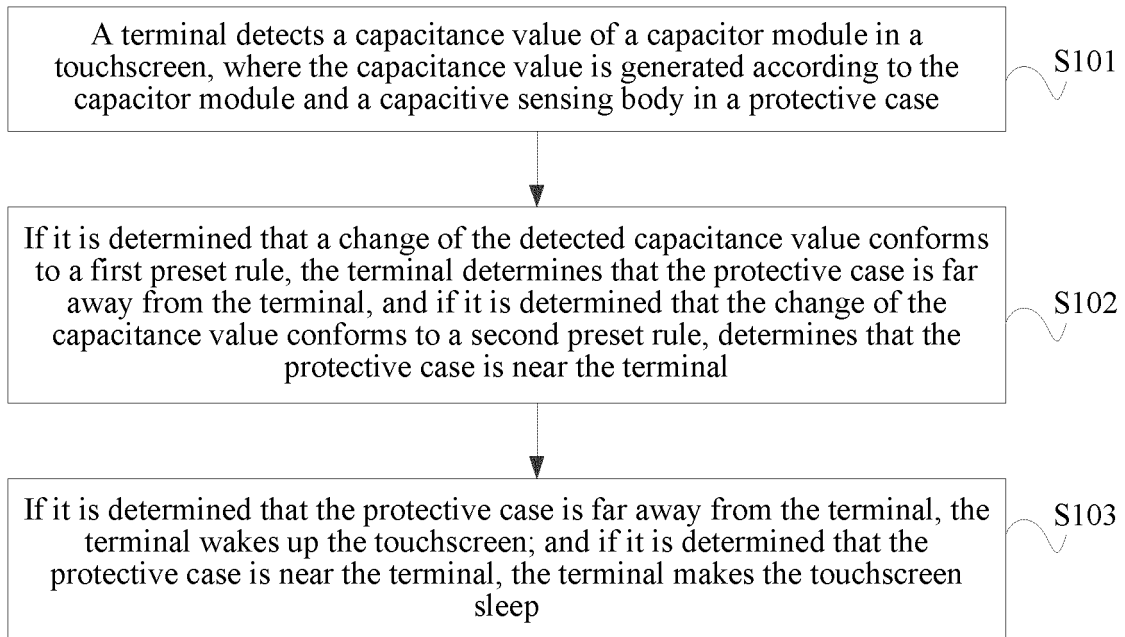 A terminal detects a capacitance value of a capacitor module in a
touchscreen, where the capacitance value is generated according to the
capacitor module and a capacitive sensing body in a protective case
S101
If it is determined that a change of the detected capacitance value conforms
to a first preset rule, the terminal determines that the protective case is far
away from the terminal, and if it is determined that the change of the
capacitance value conforms to a second preset rule, determines that the
protective case is near the terminal
S102
If it is determined that the protective case is far away from the terminal, the
terminal wakes up the touchscreen; and if it is determined that the
protective case is near the terminal, the terminal makes the touchscreen
sleep
S103